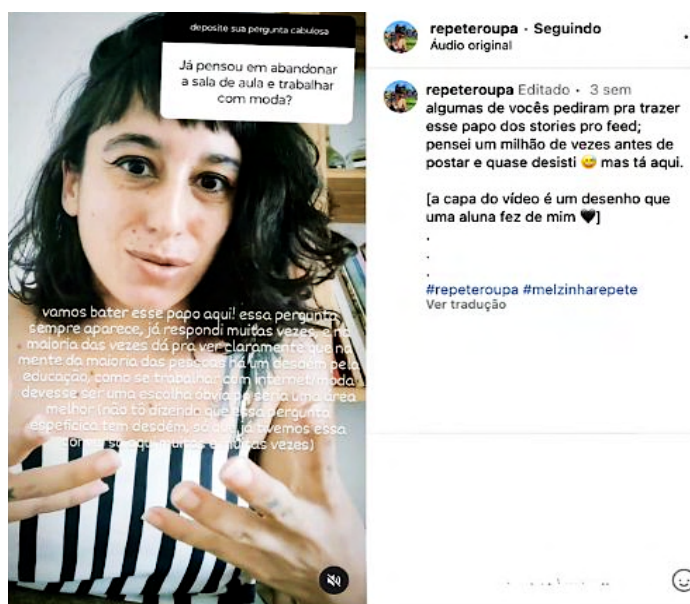 deposite sua pergunta cabulosa
Já pensou em abandonar
a sala de aula e trabalhar
com moda?
vamos bater esse papo aqui! essa pergunta
sempre aparece, já respondi muitas vezes, e na
maioria das vezes dá pra ver claramente que na
mente da maioria das pessoas há um desdém pela
educação, como se trabalhar com internet/moda
devesse ser uma escolha óbvia pq seria uma área
melhor (não tô dizendo que essa pergunta
espefícica tem desdém, só que já tivemos essa
aqui muitas e muitas vezes)
repeteroupa · Seguindo
Áudio original
repeteroupa Editado · 3 sem
algumas de vocês pediram pra trazer
esse papo dos stories pro feed;
pensei um milhão de vezes antes de
postar e quase desisti 😅 mas tá aqui.
[a capa do vídeo é um desenho que
uma aluna fez de mim 🖤]
.
.
.
#repeteroupa #melzinharepete
Ver tradução